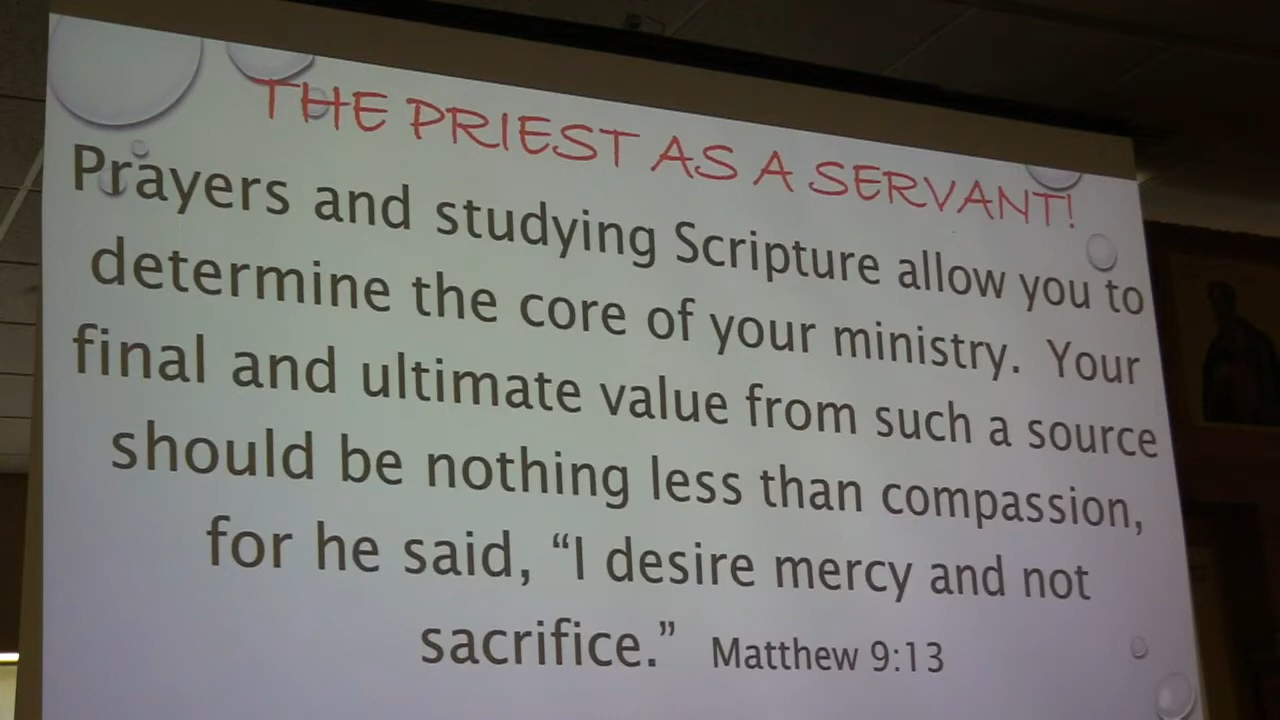 THE PRIEST AS A SERVANT!
Prayers and studying Scripture allow you to
determine the core of your ministry.  Your
final and ultimate value from such a source
should be nothing less than compassion,
for he said, “I desire mercy and not
sacrifice.”  Matthew 9:13